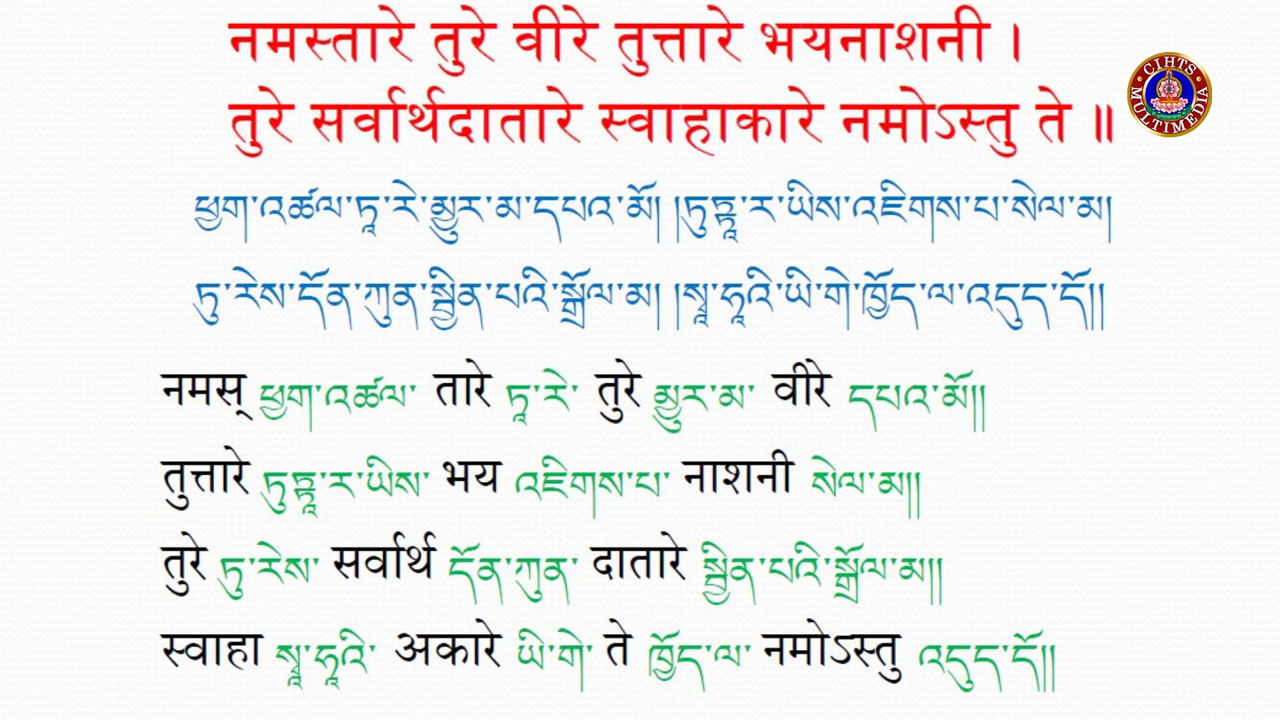 नमस्तारे तुरे वीरे तुत्तारे भयनाशनी ।
तुरे सर्वार्थदातारे स्वाहाकारे नमोऽस्तु ते ॥
CIHTS MULTIMEDIA
ཕྱག་འཚལ་ཏཱ་རེ་མྱུར་མ་དཔའ་མོ། །ཏུཏྟཱ་ར་ཡིས་འཇིགས་པ་སེལ་མ།
ཏུ་རེས་དོན་ཀུན་སྦྱིན་པའི་སྒྲོལ་མ། །སྭཱ་ཧཱའི་ཡི་གེ་ཁྱོད་ལ་འདུད་དོ།།
नमस् ཕྱག་འཚལ་ तारे ཏཱ་རེ་ तुरे མྱུར་མ་ वीरे དཔའ་མོ།།
तुत्तारे ཏུཏྟཱ་ར་ཡིས་ भय འཇིགས་པ་ नाशनी སེལ་མ།།
तुरे ཏུ་རེས་ सर्वार्थ དོན་ཀུན་ दातारे སྦྱིན་པའི་སྒྲོལ་མ།།
स्वाहा སྭཱ་ཧཱའི་ अकारे ཡི་གེ་ ते ཁྱོད་ལ་ नमोऽस्तु འདུད་དོ།།